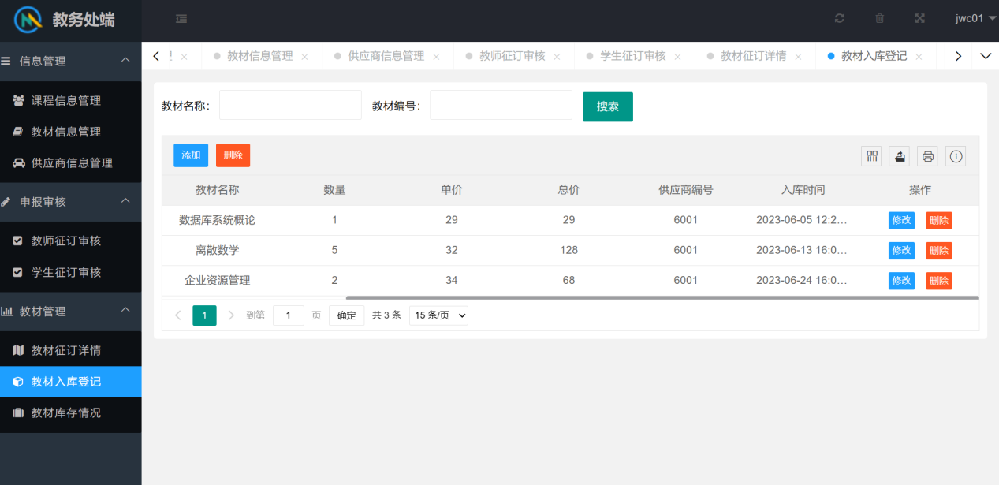 教务处端
jwc01
信息管理
课程信息管理
教材信息管理
供应商信息管理
申报审核
教师征订审核
学生征订审核
教材管理
教材征订详情
教材入库登记
教材库存情况
教材信息管理 供应商信息管理 教师征订审核 学生征订审核 教材征订详情 教材入库登记
教材名称: 教材编号: 搜索
添加 删除
教材名称 数量 单价 总价 供应商编号 入库时间 操作
数据库系统概论 1 29 29 6001 2023-06-05 12:2... 修改 删除
离散数学 5 32 128 6001 2023-06-13 16:0... 修改 删除
企业资源管理 2 34 68 6001 2023-06-24 16:0... 修改 删除
1 到第 1 页 确定 共 3 条 15 条/页